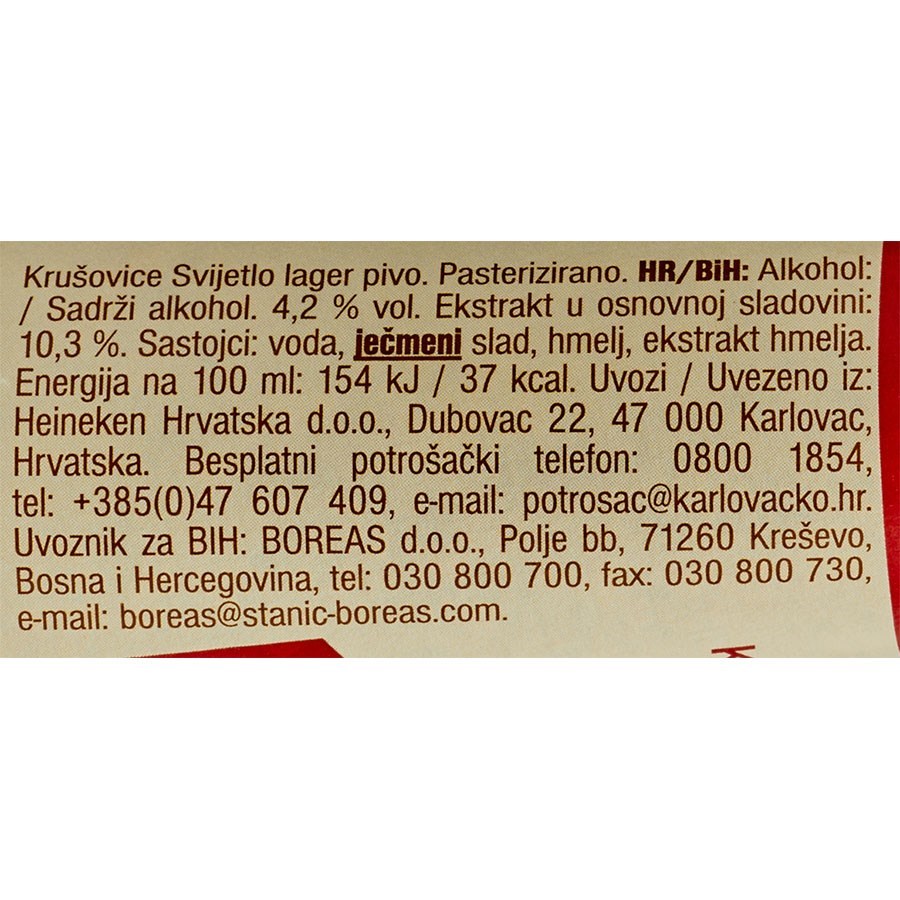 Krušovice Svijetlo lager pivo. Pasterizirano. HR/BiH: Alkohol:
/ Sadrži alkohol. 4,2 % vol. Ekstrakt u osnovnoj sladovini:
10,3 %. Sastojci: voda, ječmeni slad, hmelj, ekstrakt hmelja.
Energija na 100 ml: 154 kJ / 37 kcal. Uvozi / Uvezeno iz:
Heineken Hrvatska d.o.o., Dubovac 22, 47 000 Karlovac,
Hrvatska. Besplatni potrošački telefon: 0800 1854,
tel: +385(0)47 607 409, e-mail: potrosac@karlovacko.hr.
Uvoznik za BIH: BOREAS d.o.o., Polje bb, 71260 Kreševo,
Bosna i Hercegovina, tel: 030 800 700, fax: 030 800 730,
e-mail: boreas@stanic-boreas.com.